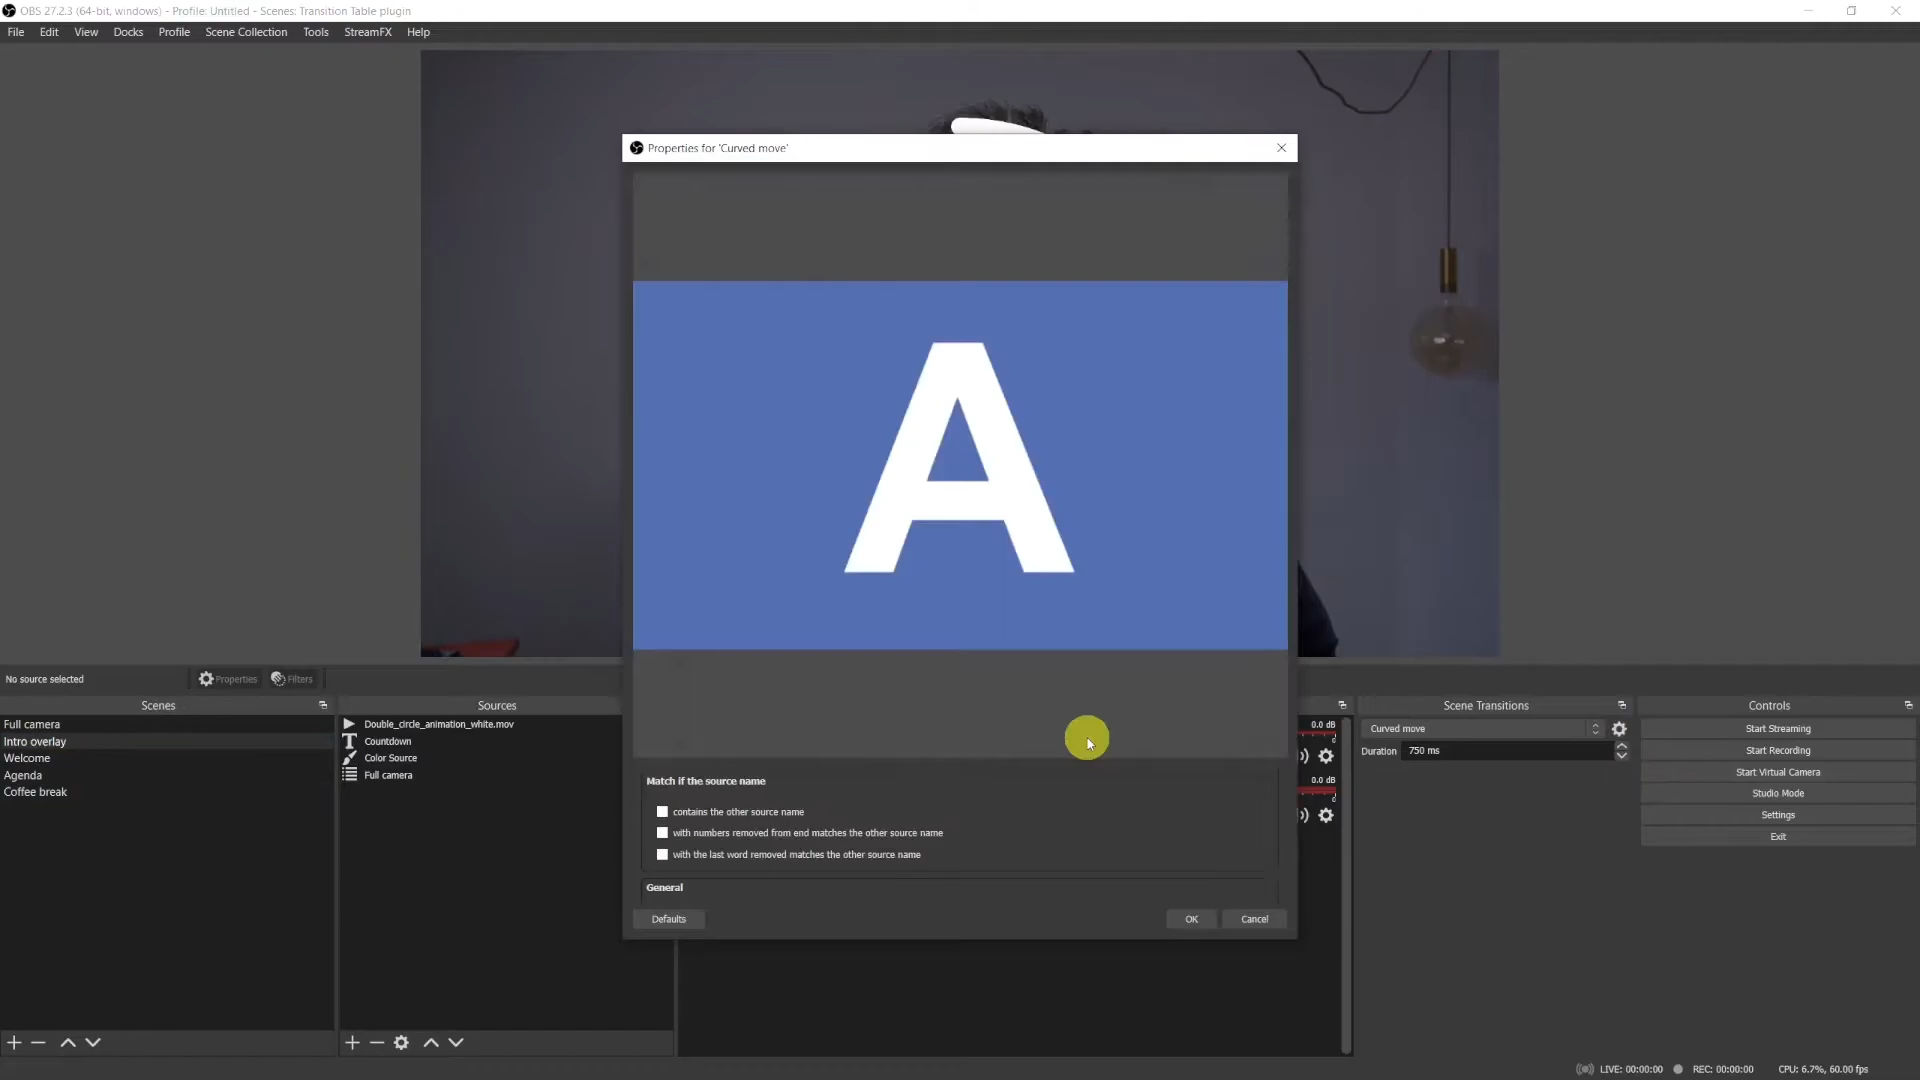 OBS 27.2.3 (64-bit, windows) - Profile: Untitled - Scenes: Transition Table plugin
File Edit View Docks Profile Scene Collection Tools StreamFX Help
Properties for 'Curved move'
A
No source selected Properties Filters
Scenes
Full camera
Intro overlay
Welcome
Agenda
Coffee break
Sources
Double_circle_animation_white.mov
Countdown
Color Source
Full camera
Match if the source name
contains the other source name
with numbers removed from end matches the other source name
with the last word removed matches the other source name
General
Defaults OK Cancel
0.0 dB
0
0.0 dB
0
Scene Transitions
Curved move
Duration 750 ms
Controls
Start Streaming
Start Recording
Start Virtual Camera
Studio Mode
Settings
Exit
LIVE: 00:00:00 REC: 00:00:00 CPU: 6.7%, 60.00 fps